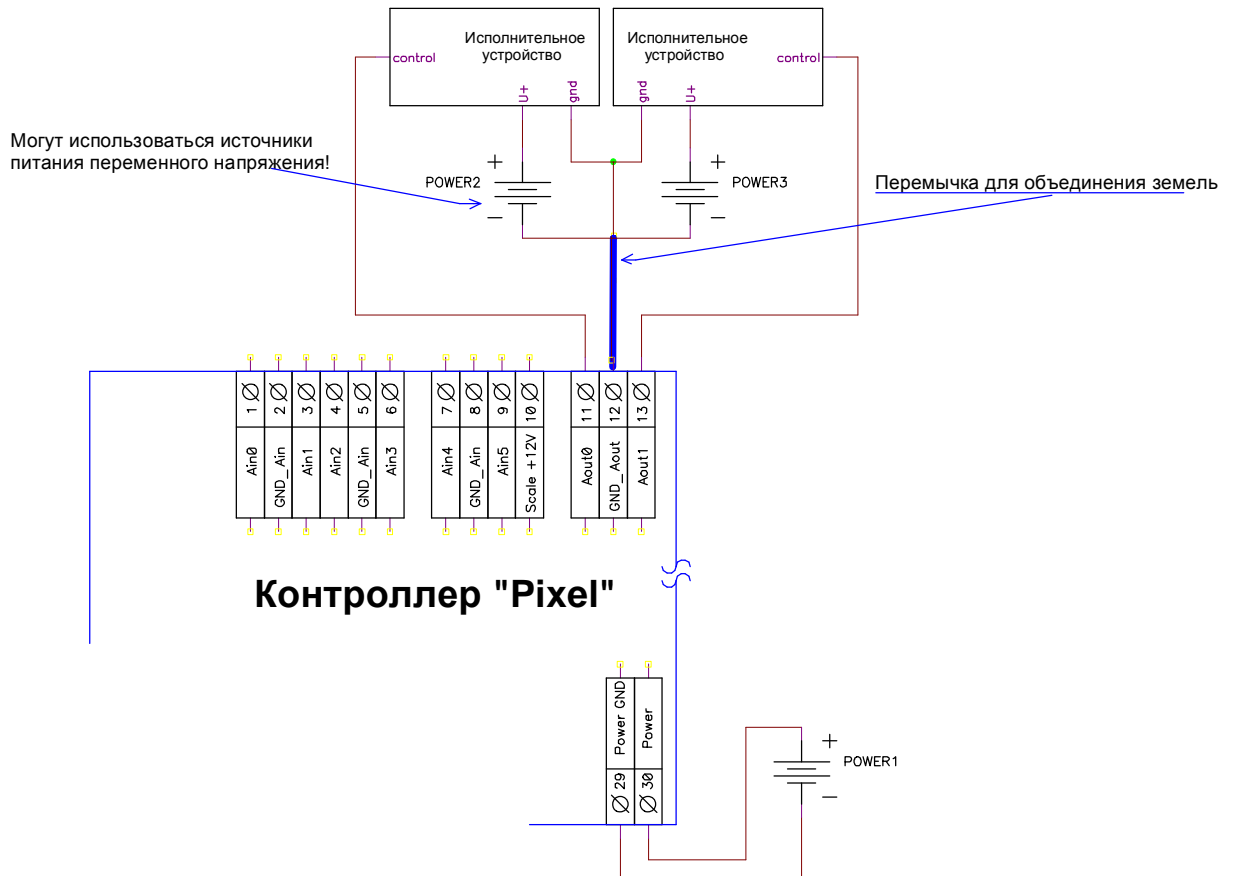 Исполнительное
устройство
Исполнительное
устройство
control
control
U+
gnd
gnd
U+
Могут использоваться источники
питания переменного напряжения!
+
POWER2
−
+
POWER3
−
Перемычка для объединения земель
1
2
3
4
5
6
7
8
9
10
11
12
13
Ain0
GND_Ain
Ain1
Ain2
GND_Ain
Ain3
Ain4
GND_Ain
Ain5
Scale +12V
Aout0
GND_Aout
Aout1
Контроллер "Pixel"
Power GND
Power
29
30
+
POWER1
−